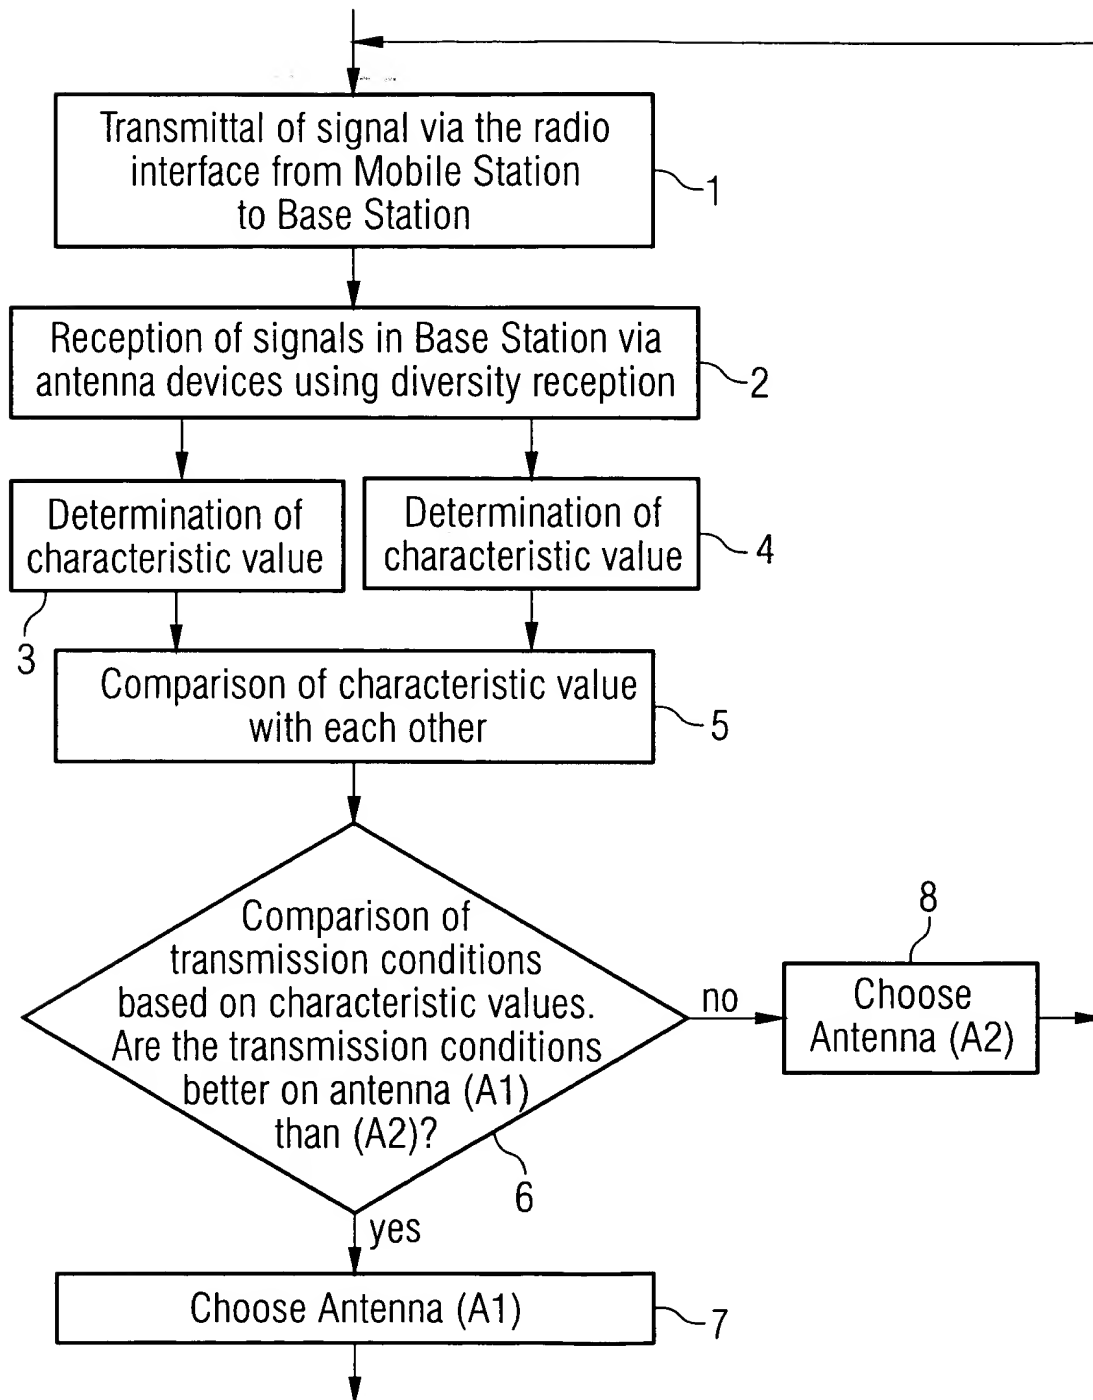 Transmittal of signal via the radio
interface from Mobile Station
to Base Station
1
Reception of signals in Base Station via
antenna devices using diversity reception
2
Determination of
characteristic value
3
Determination of
characteristic value
4
Comparison of characteristic value
with each other
5
Comparison of
transmission conditions
based on characteristic values.
Are the transmission conditions
better on antenna (A1)
than (A2)?
6
no
8
Choose
Antenna (A2)
yes
Choose Antenna (A1)
7